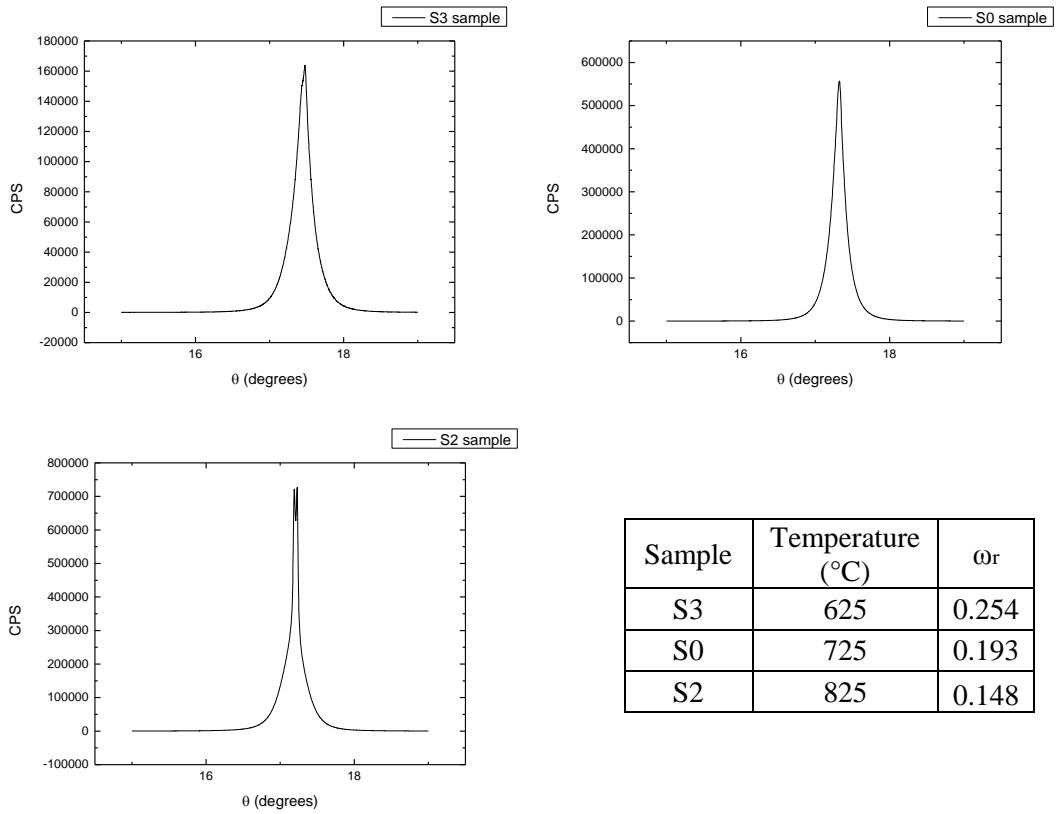 S3 sample
180000
160000
140000
120000
100000
80000
60000
40000
20000
0
-20000
CPS
16
18
θ (degrees)
S0 sample
600000
500000
400000
300000
200000
100000
0
CPS
16
18
θ (degrees)
S2 sample
800000
700000
600000
500000
400000
300000
200000
100000
0
-100000
CPS
16
18
θ (degrees)
Sample Temperature (°C) ωr
S3 625 0.254
S0 725 0.193
S2 825 0.148